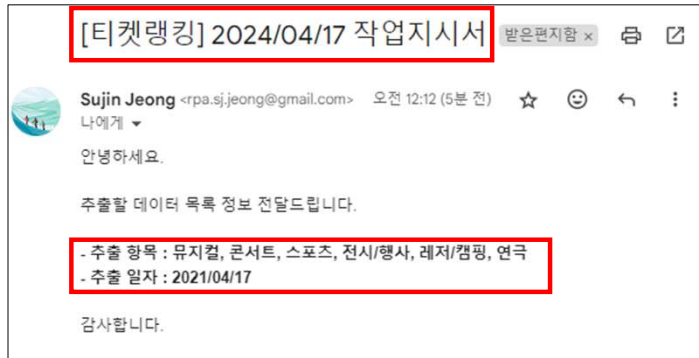 [티켓랭킹] 2024/04/17 작업지시서 받은편지함 x
Sujin Jeong <rpa.sj.jeong@gmail.com> 오전 12:12 (5분 전)
나에게
안녕하세요.
추출할 데이터 목록 정보 전달드립니다.
- 추출 항목 : 뮤지컬, 콘서트, 스포츠, 전시/행사, 레저/캠핑, 연극
- 추출 일자 : 2021/04/17
감사합니다.